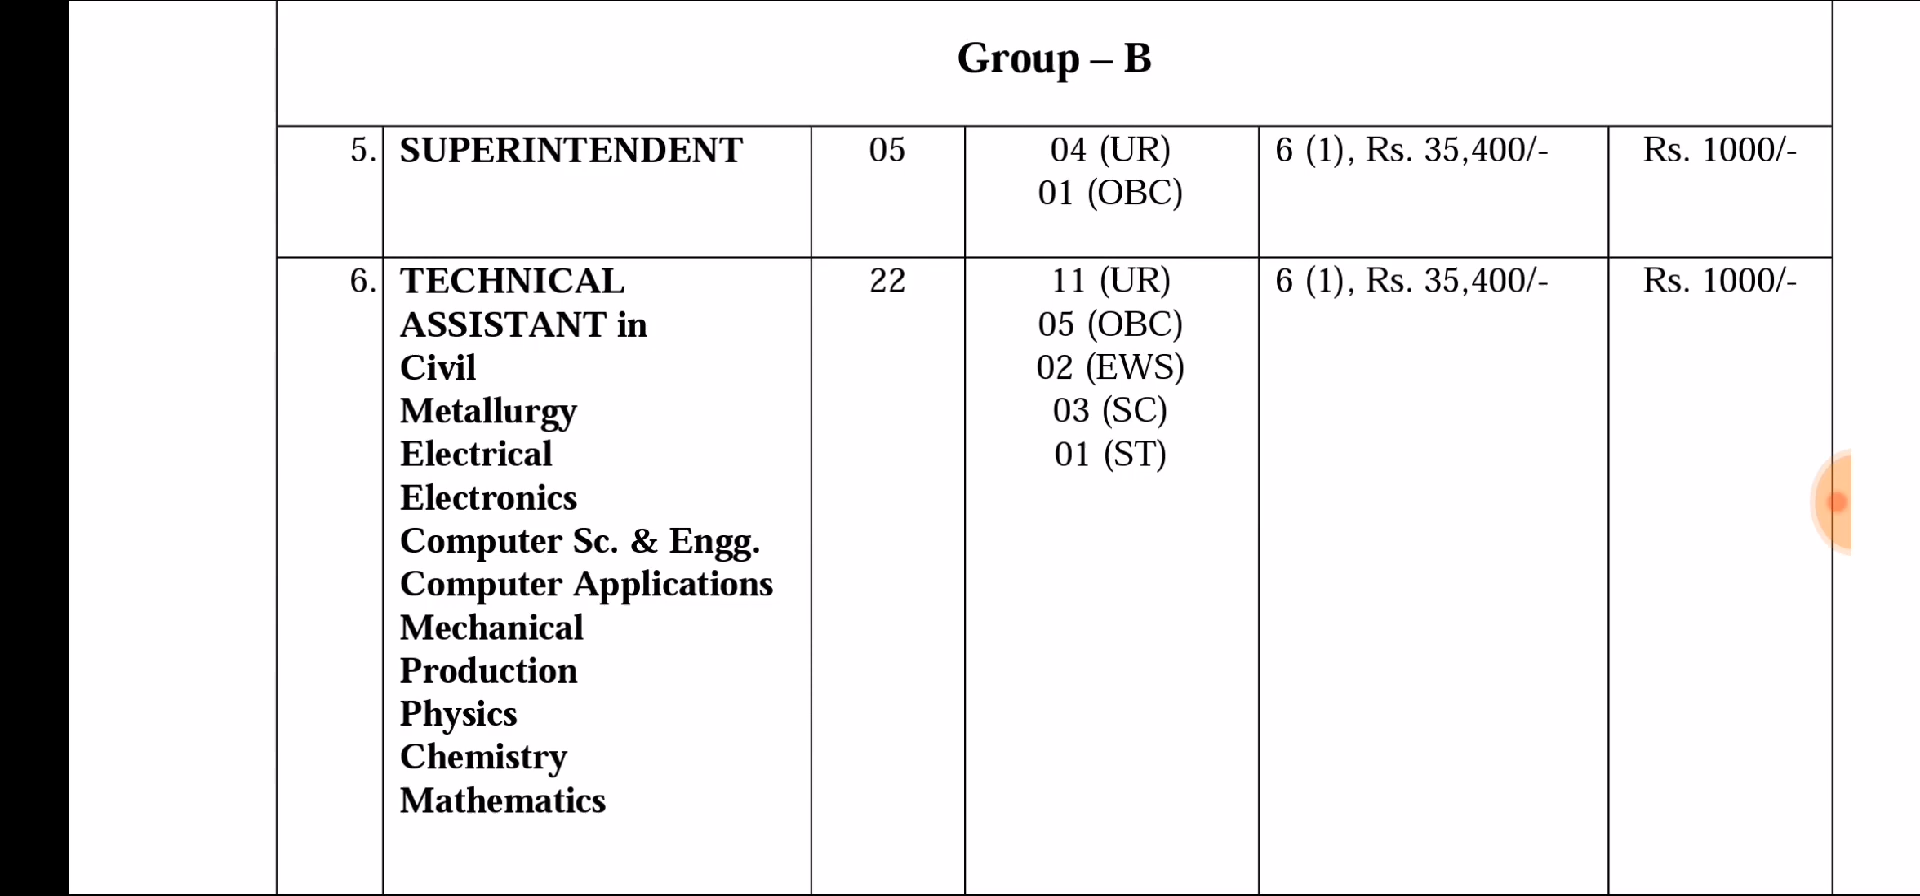 Group – B
5. SUPERINTENDENT 05 04 (UR) 6 (1), Rs. 35,400/- Rs. 1000/-
01 (OBC)
6. TECHNICAL 22 11 (UR) 6 (1), Rs. 35,400/- Rs. 1000/-
ASSISTANT in 05 (OBC)
Civil 02 (EWS)
Metallurgy 03 (SC)
Electrical 01 (ST)
Electronics
Computer Sc. & Engg.
Computer Applications
Mechanical
Production
Physics
Chemistry
Mathematics